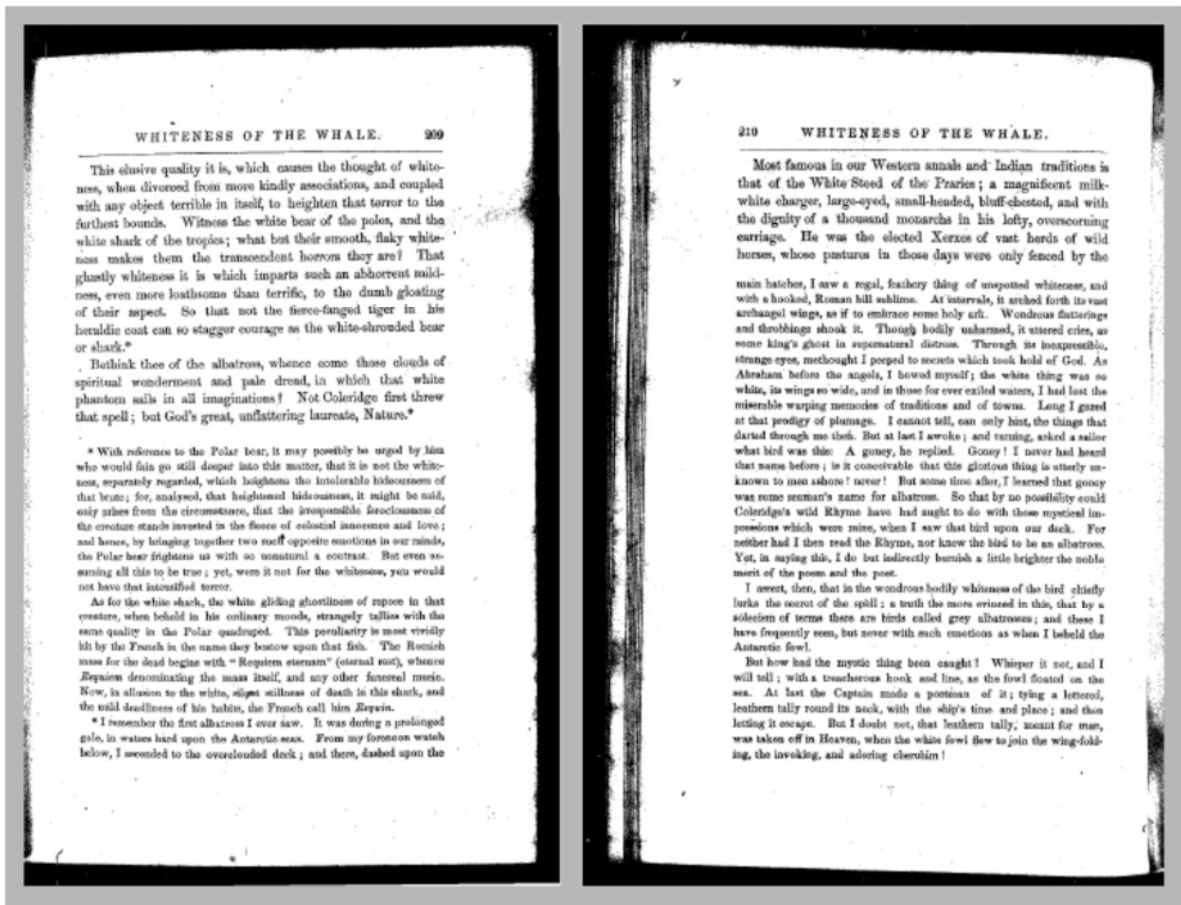 WHITENESS OF THE WHALE. 209
This elusive quality it is, which causes the thought of white-
ness, when divorced from more kindly associations, and coupled
with any object terrible in itself, to heighten that terror to the
furthest bounds. Witness the white bear of the poles, and the
white shark of the tropics; what but their smooth, flaky white-
ness makes them the transcendent horrors they are? That
ghastly whiteness it is which imparts such an abhorrent mild-
ness, even more loathsome than terrific, to the dumb gloating
of their aspect. So that not the fierce-fanged tiger in his
heraldic coat can so stagger courage as the white-shrouded bear
or shark.*
Bethink thee of the albatross, whence come those clouds of
spiritual wonderment and pale dread, in which that white
phantom sails in all imaginations? Not Coleridge first threw
that spell; but God's great, unflattering laureate, Nature.*
* With reference to the Polar bear, it may possibly be urged by him
who would fain go still deeper into this matter, that it is not the white-
ness, separately regarded, which heightens the intolerable hideousness of
that brute; for, analysed, that heightened hideousness, it might be said,
only arises from the circumstance, that the irresponsible ferociousness of
the creature stands invested in the fleece of celestial innocence and love;
and hence, by bringing together two such opposite emotions in our minds,
the Polar bear frightens us with so unnatural a contrast. But even as-
suming all this to be true; yet, were it not for the whiteness, you would
not have that intensified terror.
As for the white shark, the white gliding ghostliness of repose in that
creature, when beheld in his ordinary moods, strangely tallies with the
same quality in the Polar quadruped. This peculiarity is most vividly
hit by the French in the name they bestow upon that fish. The Romish
mass for the dead begins with “Requiem eternam” (eternal rest), whence
Requiem denominating the mass itself, and any other funereal music.
Now, in allusion to the white, silent stillness of death in this shark, and
the mild deadliness of his habits, the French call him Requin.
* I remember the first albatross I ever saw. It was during a prolonged
gale, in waters hard upon the Antarctic seas. From my forenoon watch
below, I ascended to the overclouded deck; and there, dashed upon the
210 WHITENESS OF THE WHALE.
Most famous in our Western annals and Indian traditions is
that of the White Steed of the Praries; a magnificent milk-
white charger, large-eyed, small-headed, bluff-chested, and with
the dignity of a thousand monarchs in his lofty, overscorning
carriage. He was the elected Xerxes of vast herds of wild
horses, whose pastures in those days were only fenced by the
main hatches, I saw a regal, feathery thing of unspotted whiteness, and
with a hooked, Roman bill sublime. At intervals, it arched forth its vast
archangel wings, as if to embrace some holy ark. Wondrous flutterings
and throbbings shook it. Though bodily unharmed, it uttered cries, as
some king's ghost in supernatural distress. Through its inexpressible,
strange eyes, methought I peeped to secrets which took hold of God. As
Abraham before the angels, I bowed myself; the white thing was so
white, its wings so wide, and in those for ever exiled waters, I had lost the
miserable warping memories of traditions and of towns. Long I gazed
at that prodigy of plumage. I cannot tell, can only hint, the things that
darted through me then. But at last I awoke; and turning, asked a sailor
what bird was this. A goney, he replied. Goney! I never had heard
that name before; is it conceivable that this glorious thing is utterly un-
known to men ashore! never! But some time after, I learned that goney
was some seaman's name for albatross. So that by no possibility could
Coleridge's wild Rhyme have had aught to do with those mystical im-
pressions which were mine, when I saw that bird upon our deck. For
neither had I then read the Rhyme, nor knew the bird to be an albatross.
Yet, in saying this, I do but indirectly burnish a little brighter the noble
merit of the poem and the poet.
I assert, then, that in the wondrous bodily whiteness of the bird chiefly
lurks the secret of the spell; a truth the more evinced in this, that by a
solecism of terms there are birds called grey albatrosses; and these I
have frequently seen, but never with such emotions as when I beheld the
Antarctic fowl.
But how had the mystic thing been caught? Whisper it not, and I
will tell; with a treacherous hook and line, as the fowl floated on the
sea. At last the Captain made a postman of it; tying a lettered,
leathern tally round its neck, with the ship's time and place; and then
letting it escape. But I doubt not, that leathern tally, meant for man,
was taken off in Heaven, when the white fowl flew to join the wing-fold-
ing, the invoking, and adoring cherubim!